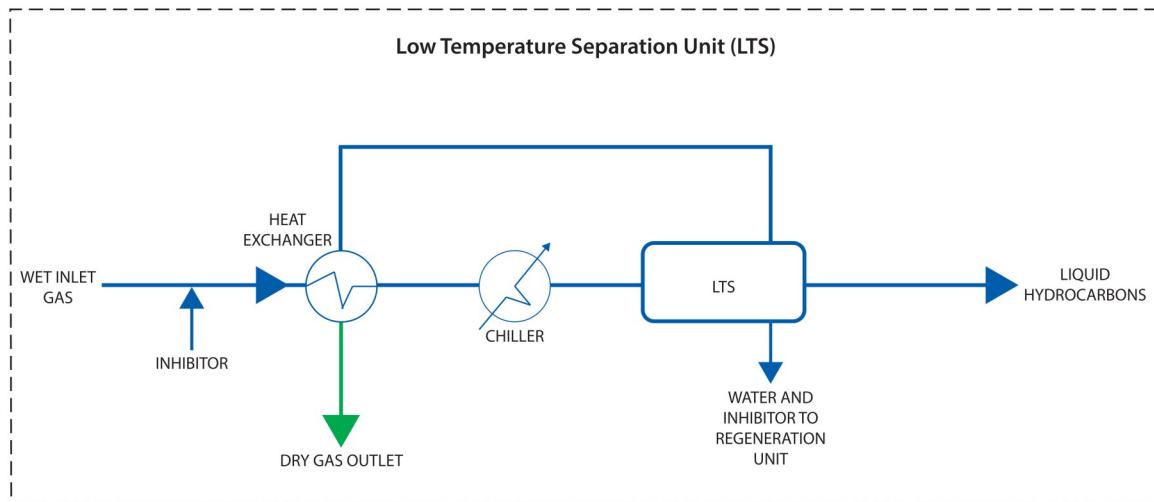 Low Temperature Separation Unit (LTS)
HEAT
EXCHANGER
WET INLET
GAS
INHIBITOR
CHILLER
LTS
LIQUID
HYDROCARBONS
DRY GAS OUTLET
WATER AND
INHIBITOR TO
REGENERATION
UNIT